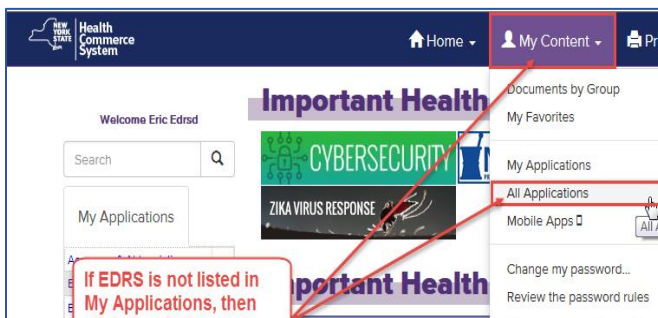 NEW YORK STATE
Health
Commerce
System
Home
My Content
Welcome Eric Edrsd
Search
My Applications
If EDRS is not listed in
My Applications, then
Important Health
CYBERSECURITY
ZIKA VIRUS RESPONSE
Important Health
Documents by Group
My Favorites
My Applications
All Applications
Mobile Apps
All
Change my password...
Review the password rules